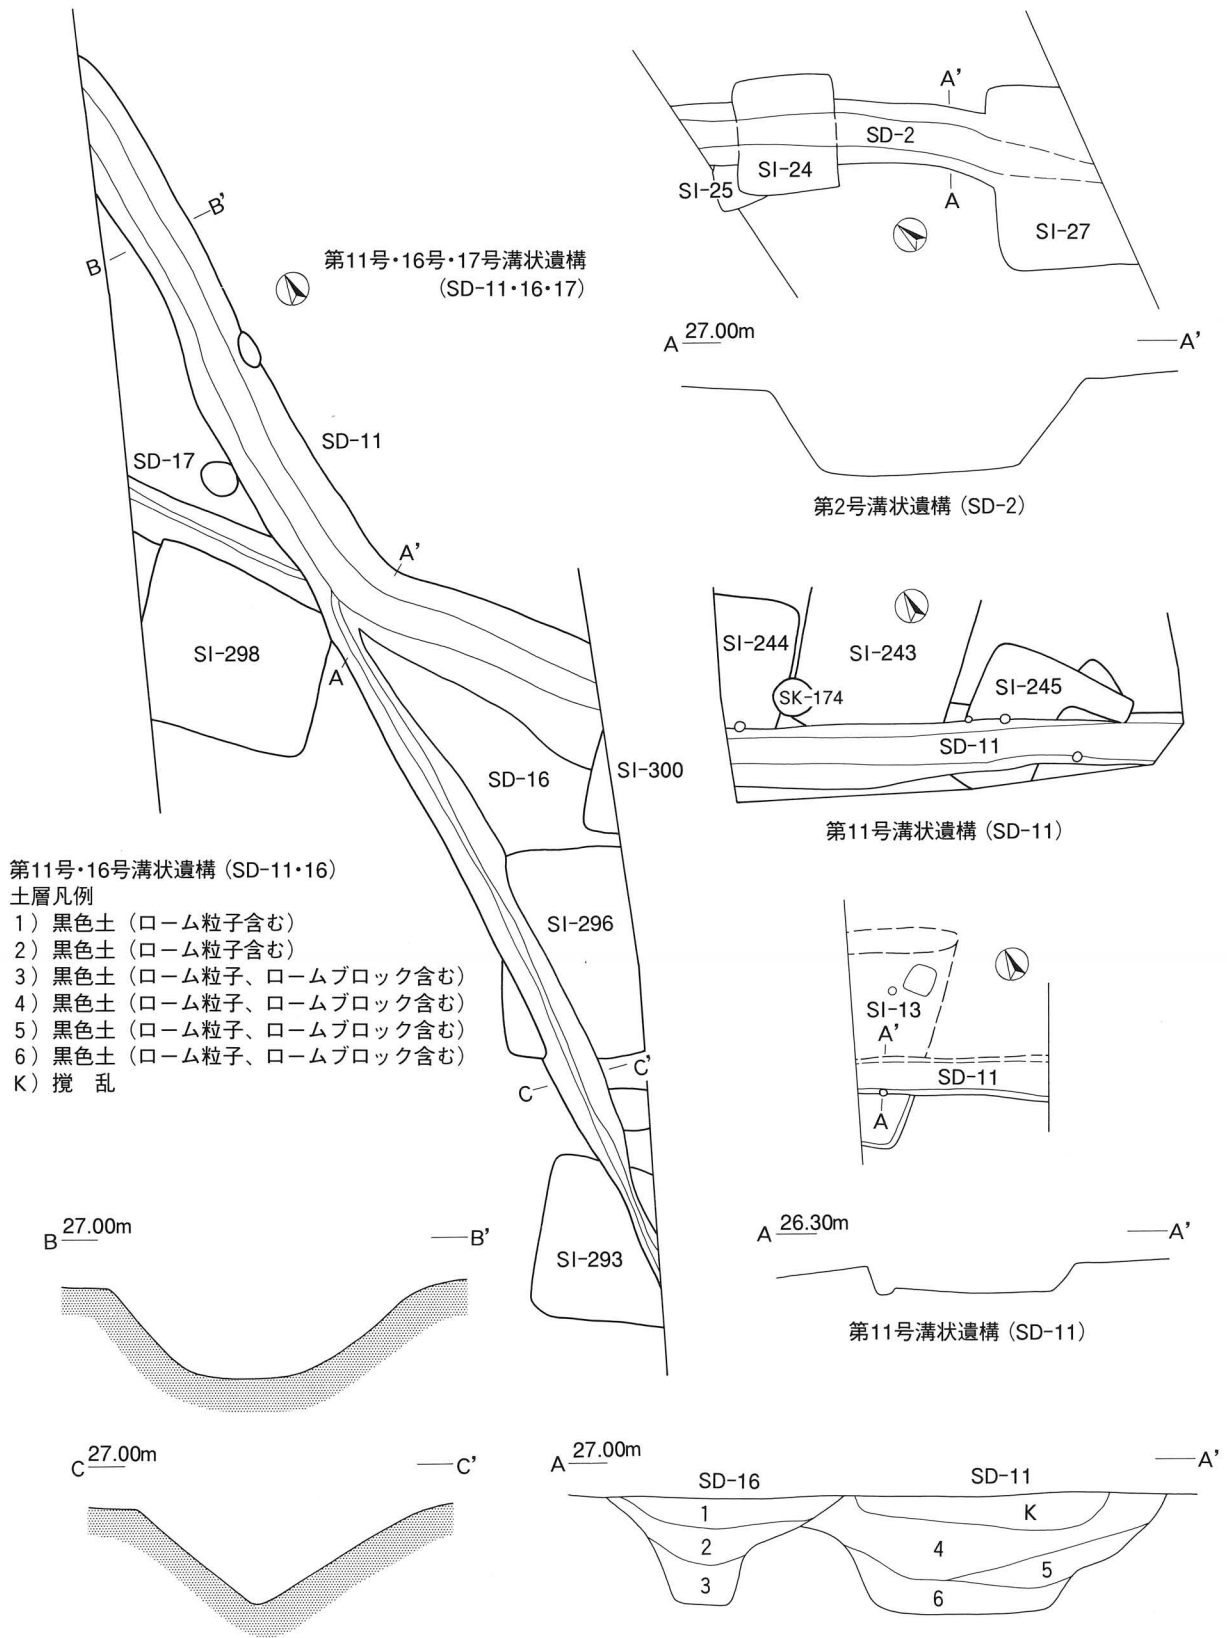 B
B'
第11号・16号・17号溝状遺構
(SD-11・16・17)
SD-11
SD-17
A'
SI-298
A
SD-16
SI-300
SI-296
C'
C
SI-293
A'
SD-2
SI-24
SI-25
A
SI-27
A 27.00m
A'
第2号溝状遺構 (SD-2)
SI-244
SI-243
SK-174
SI-245
SD-11
第11号溝状遺構 (SD-11)
SI-13
A'
SD-11
A
A 26.30m
A'
第11号溝状遺構 (SD-11)
第11号・16号溝状遺構 (SD-11・16)
土層凡例
1) 黒色土 (ローム粒子含む)
2) 黒色土 (ローム粒子含む)
3) 黒色土 (ローム粒子、ロームブロック含む)
4) 黒色土 (ローム粒子、ロームブロック含む)
5) 黒色土 (ローム粒子、ロームブロック含む)
6) 黒色土 (ローム粒子、ロームブロック含む)
K) 撹 乱
B 27.00m
B'
C 27.00m
C'
A 27.00m
A'
SD-16
SD-11
1
K
2
4
3
5
6